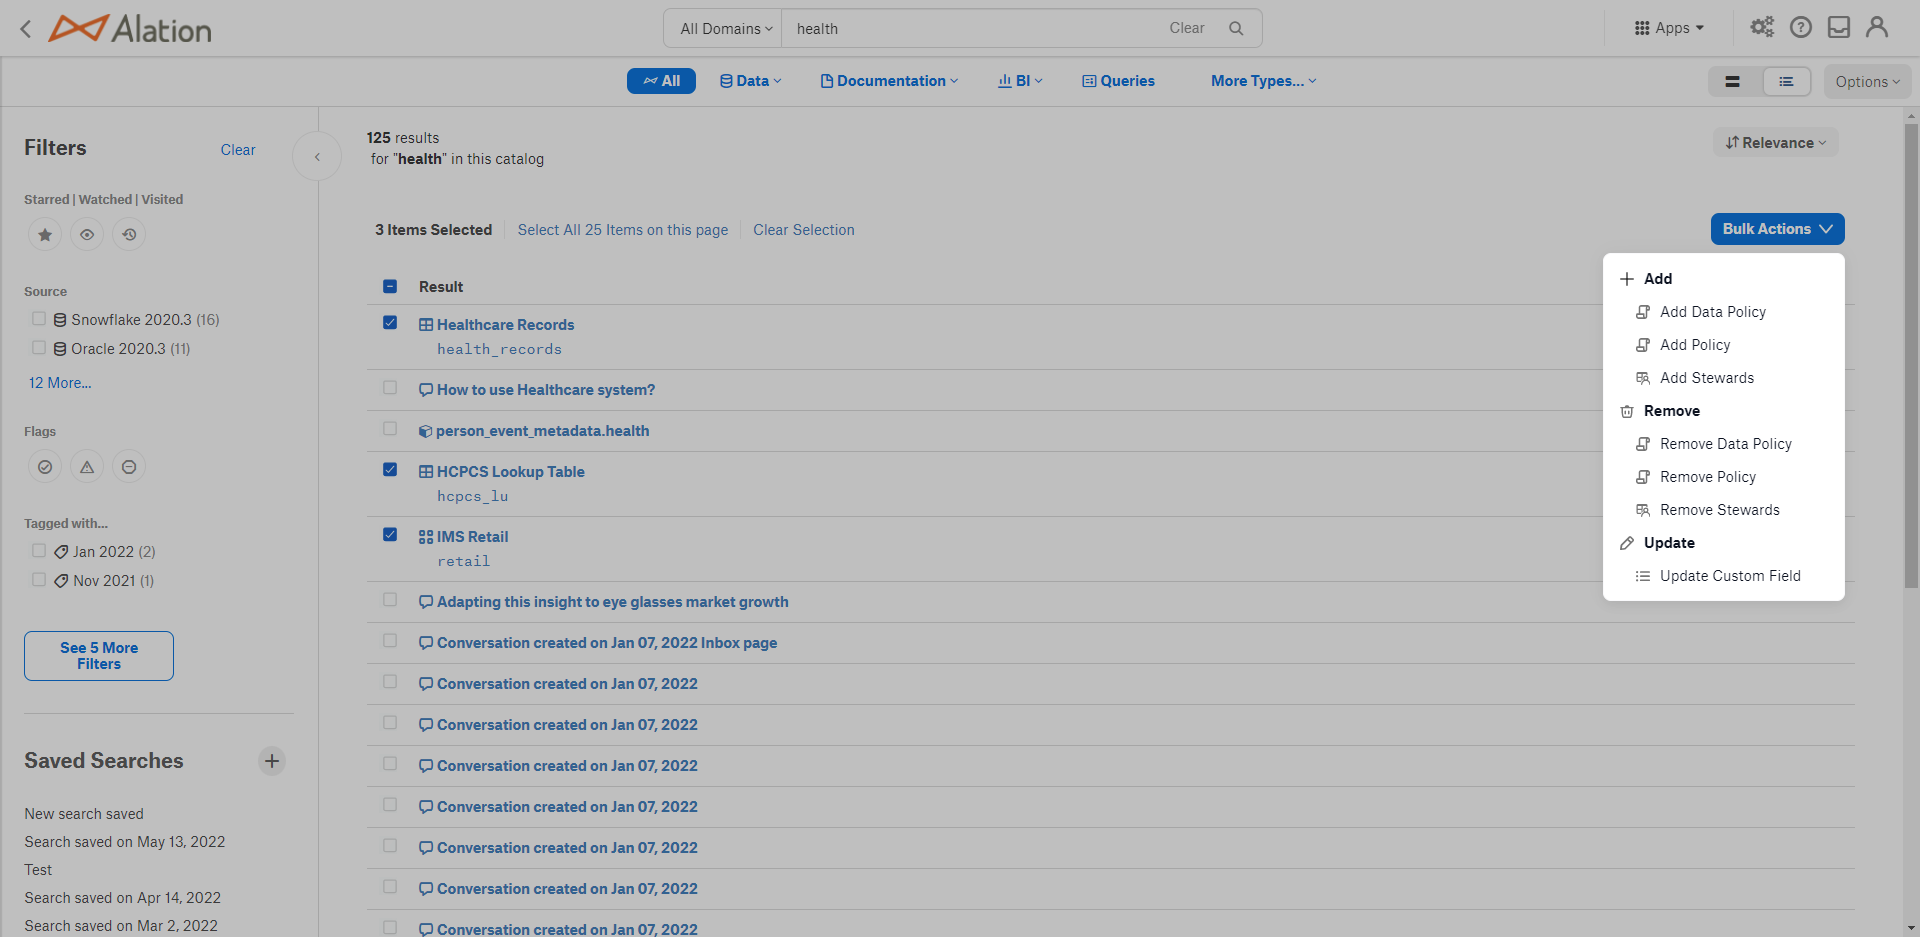 Alation
All Domains
health
Clear
Apps
All
Data
Documentation
BI
Queries
More Types...
Options
Filters
Clear
Starred | Watched | Visited
Source
Snowflake 2020.3 (16)
Oracle 2020.3 (11)
12 More...
Flags
Tagged with...
Jan 2022 (2)
Nov 2021 (1)
See 5 More
Filters
Saved Searches
New search saved
Search saved on May 13, 2022
Test
Search saved on Apr 14, 2022
Search saved on Mar 2, 2022
125 results
for "health" in this catalog
Relevance
3 Items Selected
Select All 25 Items on this page
Clear Selection
Bulk Actions
Result
Healthcare Records
health_records
How to use Healthcare system?
person_event_metadata.health
HCPCS Lookup Table
hcpcs_lu
IMS Retail
retail
Adapting this insight to eye glasses market growth
Conversation created on Jan 07, 2022 Inbox page
Conversation created on Jan 07, 2022
Conversation created on Jan 07, 2022
Conversation created on Jan 07, 2022
Conversation created on Jan 07, 2022
Conversation created on Jan 07, 2022
Conversation created on Jan 07, 2022
Conversation created on Jan 07, 2022
Add
Add Data Policy
Add Policy
Add Stewards
Remove
Remove Data Policy
Remove Policy
Remove Stewards
Update
Update Custom Field